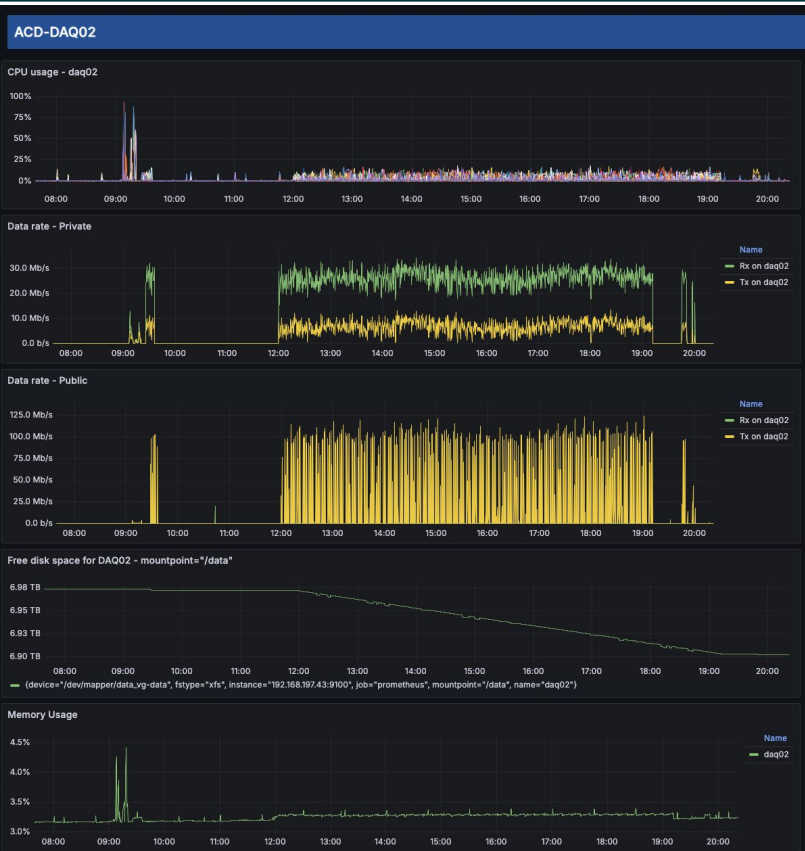 ACD-DAQ02
CPU usage - daq02
100%
75%
50%
25%
0%
08:00 09:00 10:00 11:00 12:00 13:00 14:00 15:00 16:00 17:00 18:00 19:00 20:00
Data rate - Private
Name
30.0 Mb/s
Rx on daq02
20.0 Mb/s
Tx on daq02
10.0 Mb/s
0.0 b/s
08:00 09:00 10:00 11:00 12:00 13:00 14:00 15:00 16:00 17:00 18:00 19:00 20:00
Data rate - Public
Name
125.0 Mb/s
Rx on daq02
100.0 Mb/s
Tx on daq02
75.0 Mb/s
50.0 Mb/s
25.0 Mb/s
0.0 b/s
08:00 09:00 10:00 11:00 12:00 13:00 14:00 15:00 16:00 17:00 18:00 19:00 20:00
Free disk space for DAQ02 - mountpoint="/data"
6.98 TB
6.95 TB
6.93 TB
6.90 TB
08:00 09:00 10:00 11:00 12:00 13:00 14:00 15:00 16:00 17:00 18:00 19:00 20:00
{device="/dev/mapper/data_vg-data", fstype="xfs", instance="192.168.197.43:9100", job="prometheus", mountpoint="/data", name="daq02"}
Memory Usage
Name
4.5%
daq02
4.0%
3.5%
3.0%
08:00 09:00 10:00 11:00 12:00 13:00 14:00 15:00 16:00 17:00 18:00 19:00 20:00